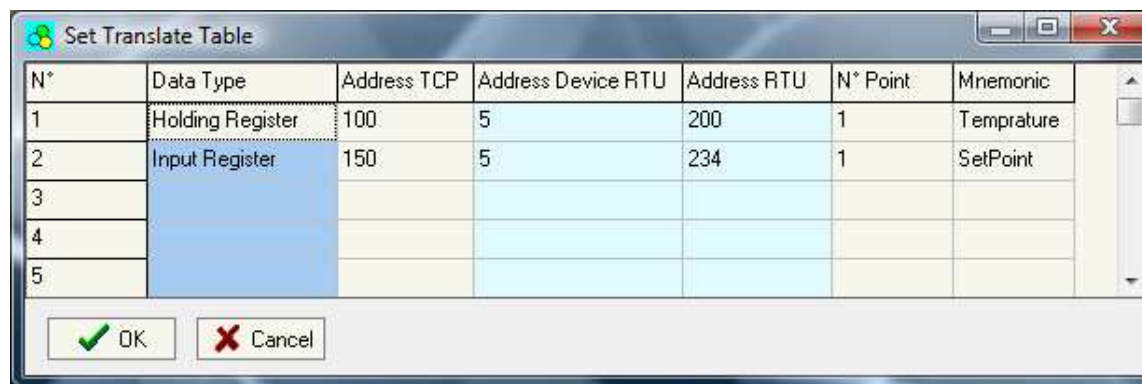 Set Translate Table
N° Data Type Address TCP Address Device RTU Address RTU N° Point Mnemonic
1 Holding Register 100 5 200 1 Temprature
2 Input Register 150 5 234 1 SetPoint
3
4
5
OK Cancel